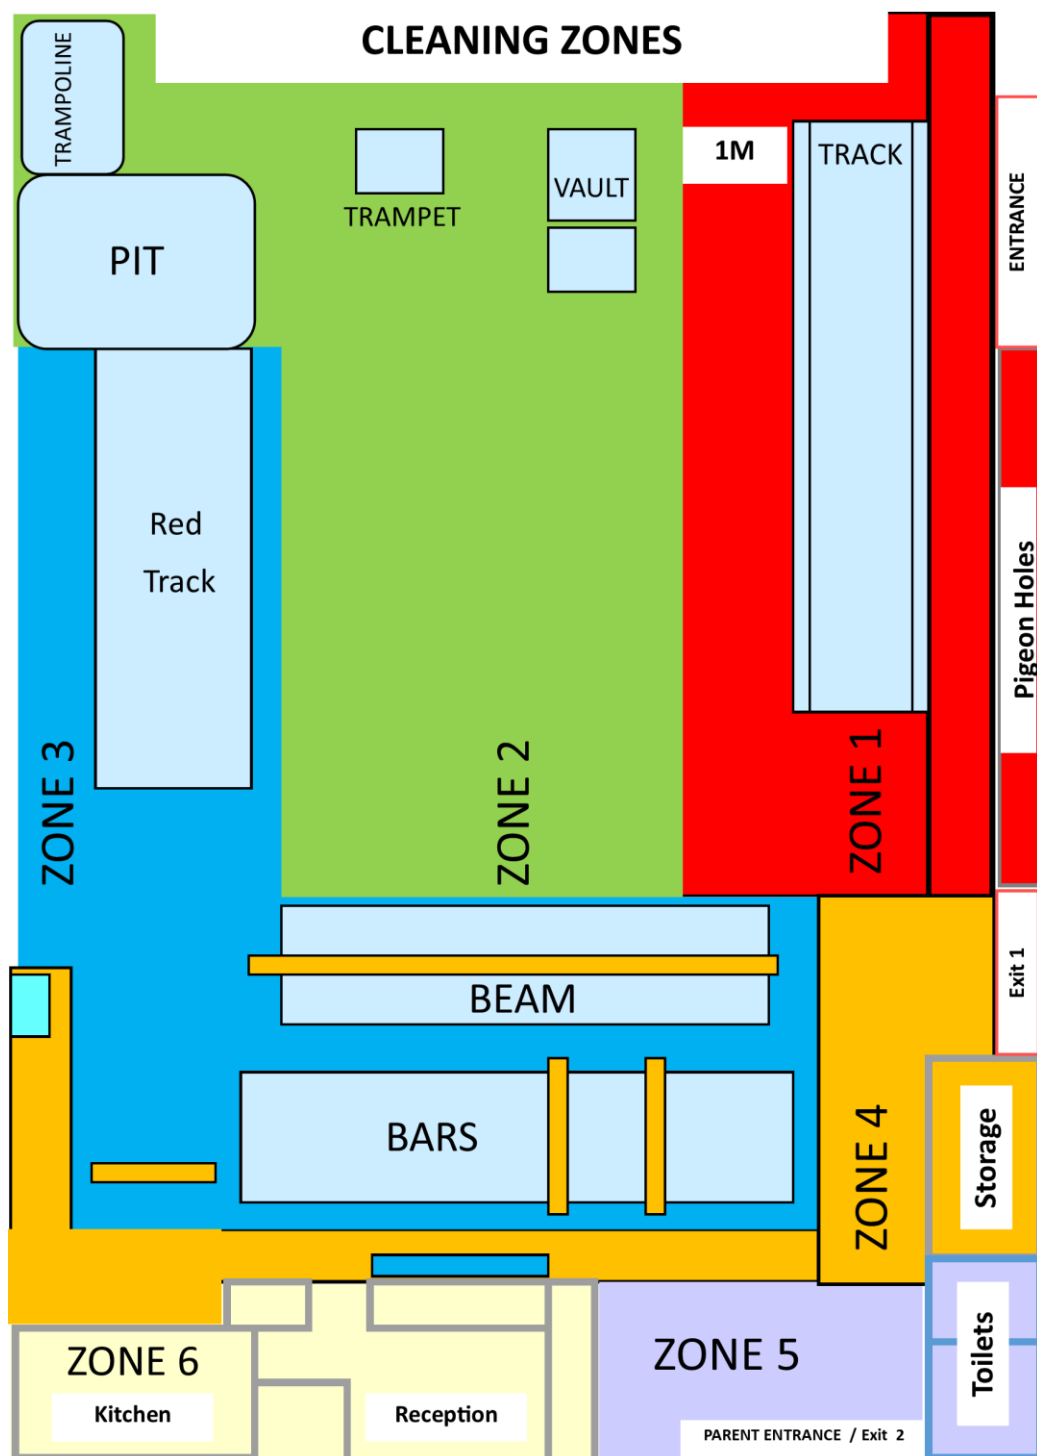 CLEANING ZONES
TRAMPOLINE
1M
TRACK
VAULT
TRAMPET
PIT
ENTRANCE
Red
Track
Pigeon Holes
ZONE 3
ZONE 2
ZONE 1
Exit 1
BEAM
BARS
ZONE 4
Storage
ZONE 6
Kitchen
Reception
ZONE 5
Toilets
PARENT ENTRANCE / Exit 2